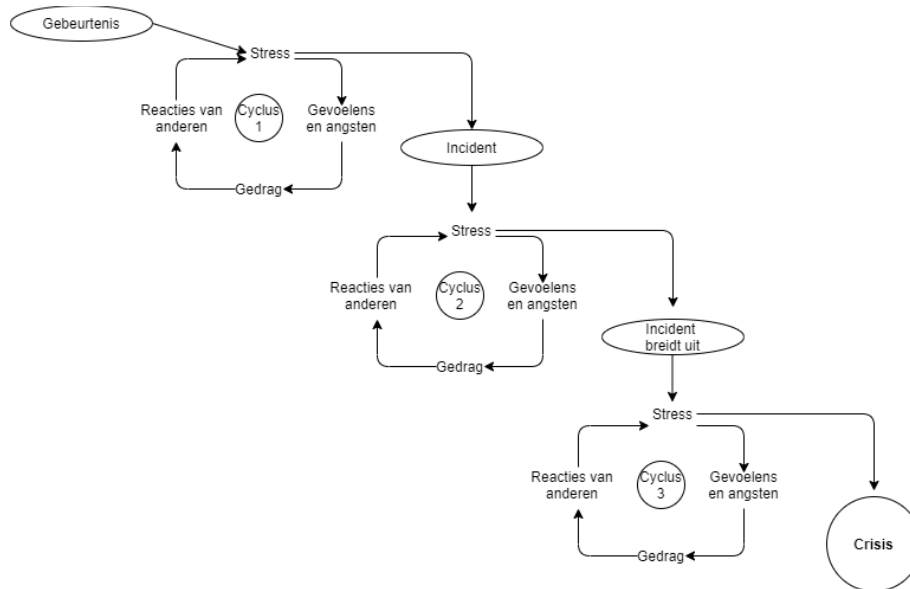 Gebeurtenis
Stress
Reacties van
anderen
Cyclus
1
Gevoelens
en angsten
Gedrag
Incident
Stress
Reacties van
anderen
Cyclus
2
Gevoelens
en angsten
Gedrag
Incident
breidt uit
Stress
Reacties van
anderen
Cyclus
3
Gevoelens
en angsten
Gedrag
Crisis